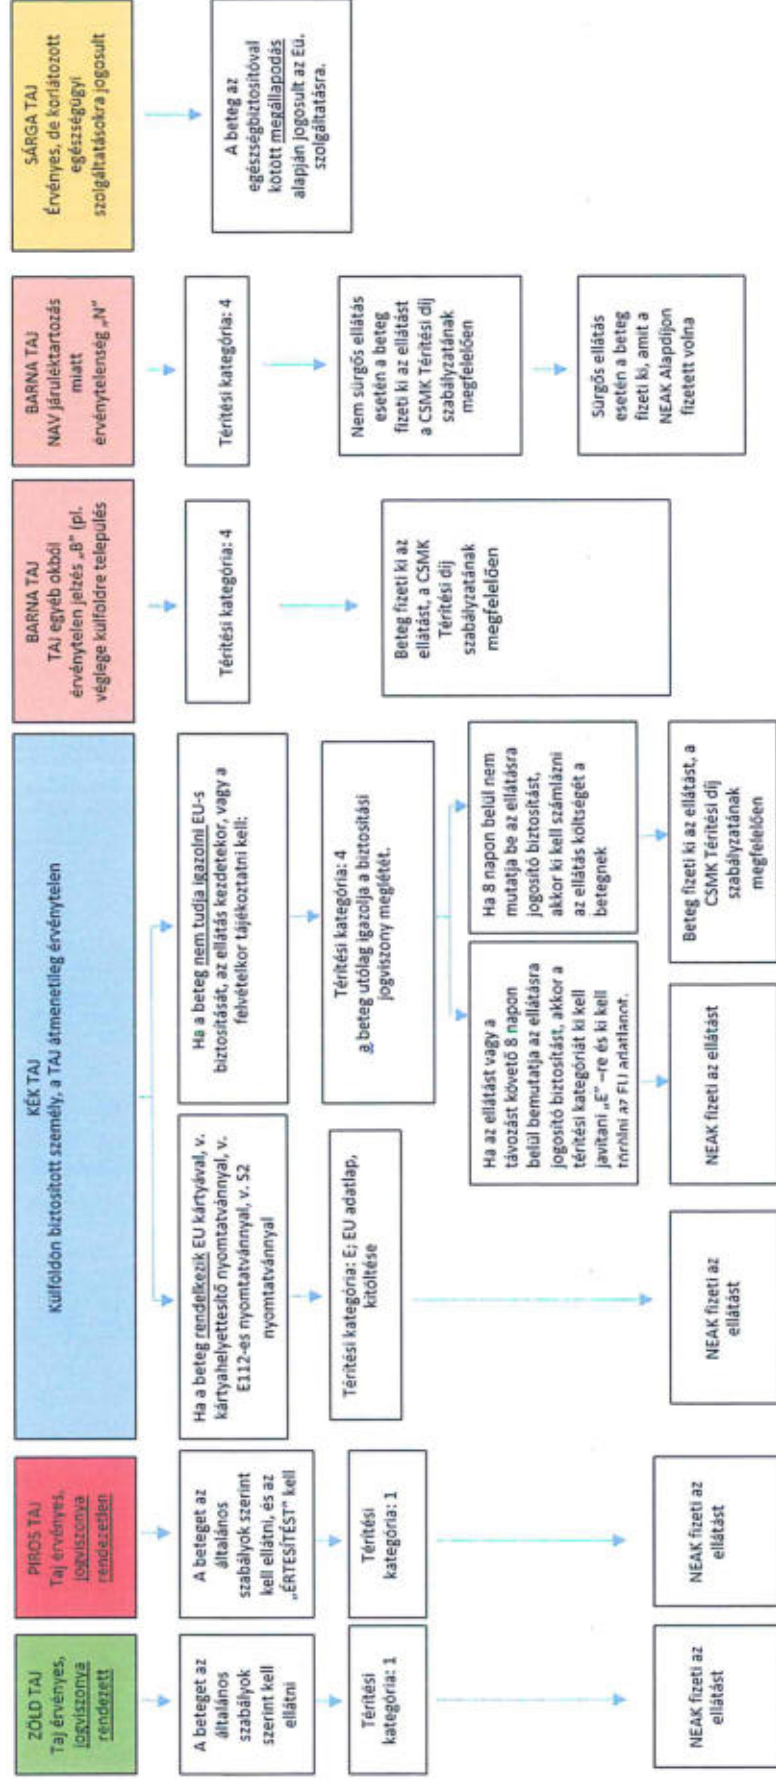 ZÖLD TAJ
Taj érvényes,
jogviszonya
rendezett
A beteget az
általános
szabályok
szerint kell
ellátni
Térítési
kategória: 1
NEAK fizeti az
ellátást
PIROS TAJ
Taj érvényes,
jogviszonya
rendezetlen
A beteget az
általános
szabályok szerint
kell ellátni, és az
„ÉRTESÍTÉST" kell
Térítési
kategória: 1
NEAK fizeti az
ellátást
KÉK TAJ
Külföldön biztosított személy, a TAJ átmenetileg érvénytelen
Ha a beteg rendelkezik EU kártyával, v.
kártyahelyettesítő nyomtatvánnyal, v.
E112-es nyomtatvánnyal, v. S2
nyomtatvánnyal
Térítési kategória: E; EU adatlap,
kitöltése
NEAK fizeti az
ellátást
Ha a beteg nem tudja igazolni EU-s
biztosítását, az ellátás kezdetekor, vagy a
felvételkor tájékoztatni kell:
Térítési kategória: 4
a beteg utólag igazolja a biztosítási
jogviszony meglétét.
Ha az ellátást vagy a
távozást követő 8 napon
belül bemutatja az ellátásra
jogosító biztosítást, akkor a
térítési kategóriát ki kell
javítani „E" –re és ki kell
törölni az EU adatlapot.
NEAK fizeti az ellátást
Ha 8 napon belül nem
mutatja be az ellátásra
jogosító biztosítást,
akkor ki kell számlázni
az ellátás költségét a
betegnek
Beteg fizeti ki az ellátást, a
CSMK Térítési díj
szabályzatának
megfelelően
BARNA TAJ
TAJ egyéb okból
érvénytelen jelzés „B" (pl.
véglege külföldre település
Térítési kategória: 4
Beteg fizeti ki az
ellátást, a CSMK
Térítési díj
szabályzatának
megfelelően
BARNA TAJ
NAV járuléktartozás
miatt
érvénytelenség „N"
Térítési kategória: 4
Nem sürgős ellátás
esetén a beteg
fizeti ki az ellátást
a CSMK Térítési díj
szabályzatának
megfelelően
Sürgős ellátás
esetén a beteg
fizeti ki, amit a
NEAK Alapdíjon
fizetett volna
SÁRGA TAJ
Érvényes, de korlátozott
egészségügyi
szolgáltatásokra jogosult
A beteg az
egészségbiztosítóval
kötött megállapodás
alapján jogosult az Eü.
szolgáltatásra.